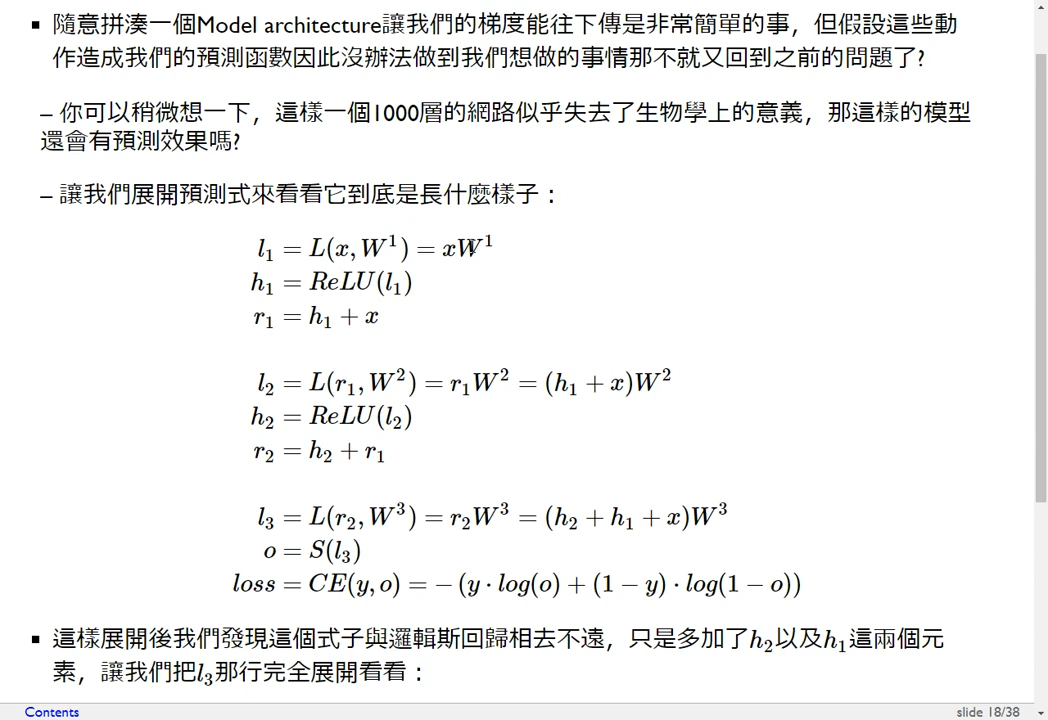 ▪ 隨意拼湊一個Model architecture讓我們的梯度能往下傳是非常簡單的事，但假設這些動
作造成我們的預測函數因此沒辦法做到我們想做的事情那不就又回到之前的問題了?
– 你可以稍微想一下，這樣一個1000層的網路似乎失去了生物學上的意義，那這樣的模型
還會有預測效果嗎?
– 讓我們展開預測式來看看它到底是長什麼樣子：
l₁ = L(x, W¹) = xW¹
h₁ = ReLU(l₁)
r₁ = h₁ + x
l₂ = L(r₁, W²) = r₁W² = (h₁ + x)W²
h₂ = ReLU(l₂)
r₂ = h₂ + r₁
l₃ = L(r₂, W³) = r₂W³ = (h₂ + h₁ + x)W³
o = S(l₃)
loss = CE(y, o) = −(y · log(o) + (1 − y) · log(1 − o))
▪ 這樣展開後我們發現這個式子與邏輯斯回歸相去不遠，只是多加了h₂以及h₁這兩個元
素，讓我們把l₃那行完全展開看看：
Contents
slide 18/38